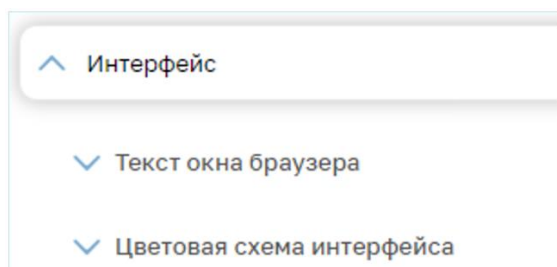 Интерфейс
Текст окна браузера
Цветовая схема интерфейса